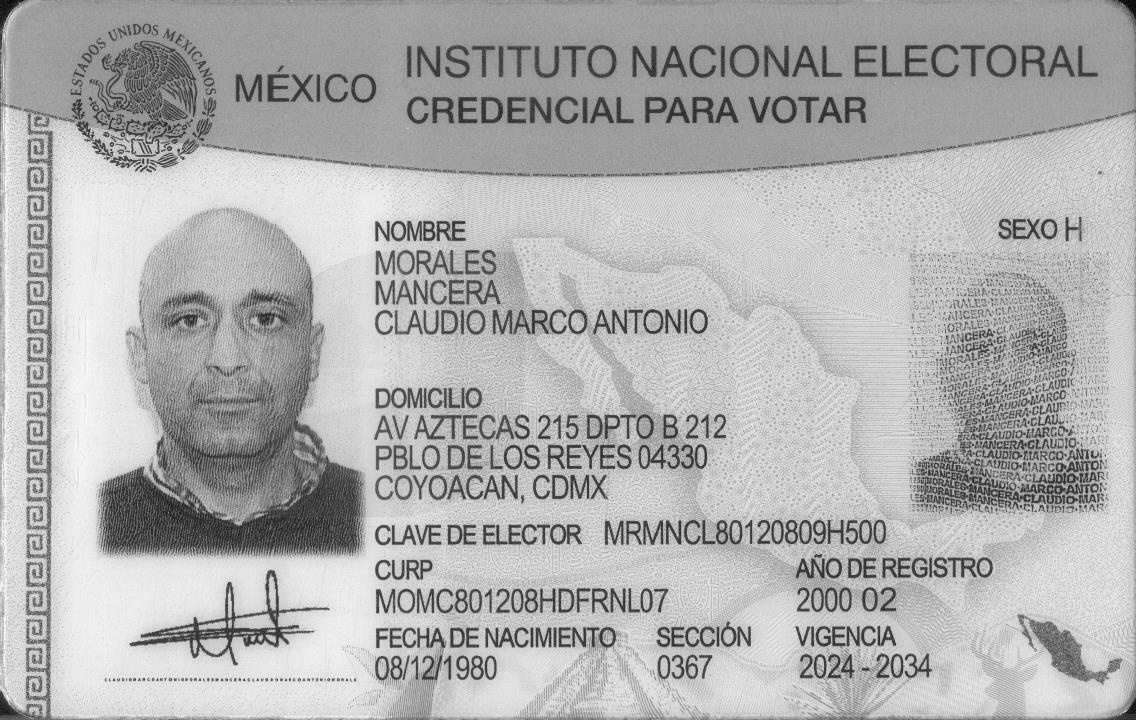 ESTADOS UNIDOS MEXICANOS
MÉXICO
INSTITUTO NACIONAL ELECTORAL
CREDENCIAL PARA VOTAR
NOMBRE
SEXO H
MORALES
MANCERA
CLAUDIO MARCO ANTONIO
DOMICILIO
AV AZTECAS 215 DPTO B 212
PBLO DE LOS REYES 04330
COYOACAN, CDMX
CLAVE DE ELECTOR MRMNCL80120809H500
CURP
AÑO DE REGISTRO
MOMC801208HDFRNL07
2000 02
FECHA DE NACIMIENTO
SECCIÓN
VIGENCIA
08/12/1980
0367
2024 - 2034